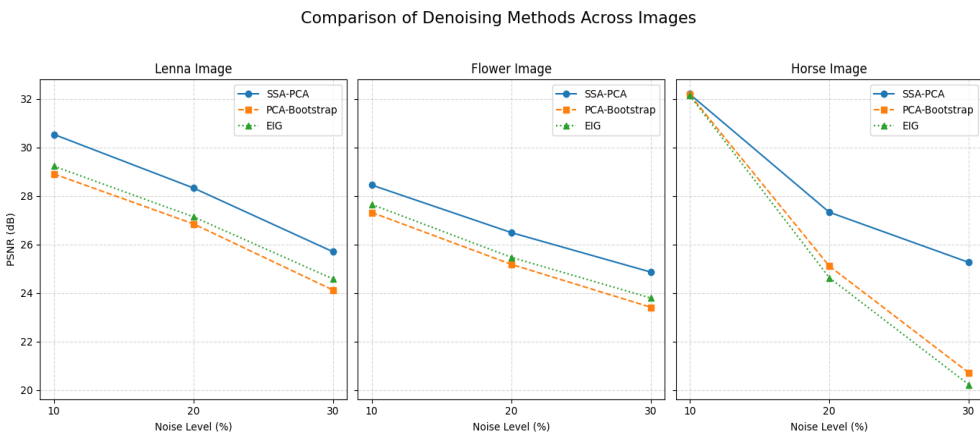 Comparison of Denoising Methods Across Images
Lenna Image
Flower Image
Horse Image
PSNR (dB)
32
30
28
26
24
22
20
SSA-PCA
PCA-Bootstrap
EIG
10
20
30
Noise Level (%)
SSA-PCA
PCA-Bootstrap
EIG
10
20
30
Noise Level (%)
SSA-PCA
PCA-Bootstrap
EIG
10
20
30
Noise Level (%)